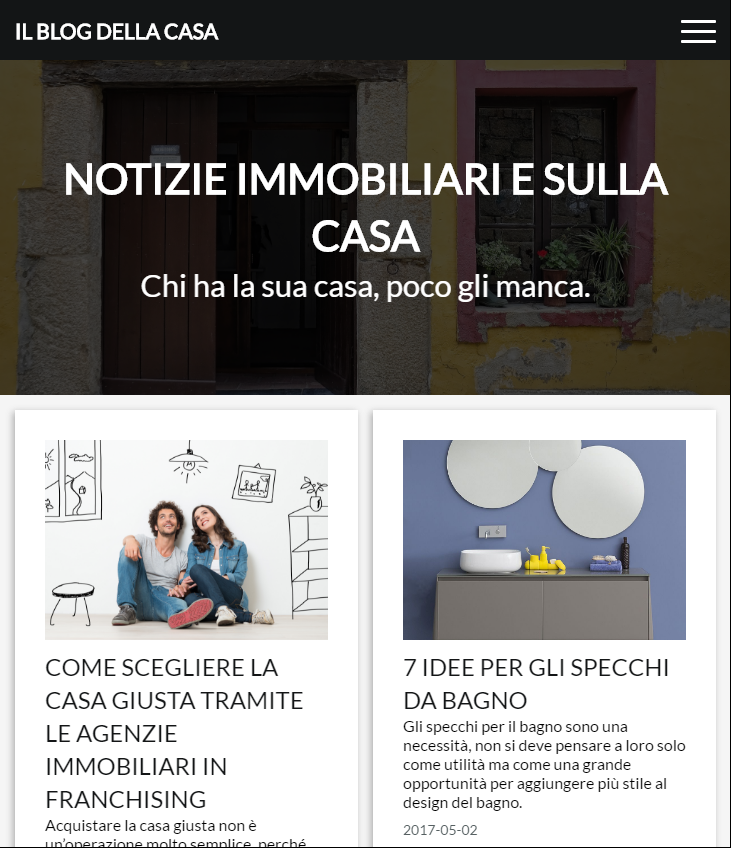 IL BLOG DELLA CASA
NOTIZIE IMMOBILIARI E SULLA
CASA
Chi ha la sua casa, poco gli manca.
COME SCEGLIERE LA
CASA GIUSTA TRAMITE
LE AGENZIE
IMMOBILIARI IN
FRANCHISING
Acquistare la casa giusta non è
un'operazione molto semplice, perché
7 IDEE PER GLI SPECCHI
DA BAGNO
Gli specchi per il bagno sono una
necessità, non si deve pensare a loro solo
come utilità ma come una grande
opportunità per aggiungere più stile al
design del bagno.
2017-05-02